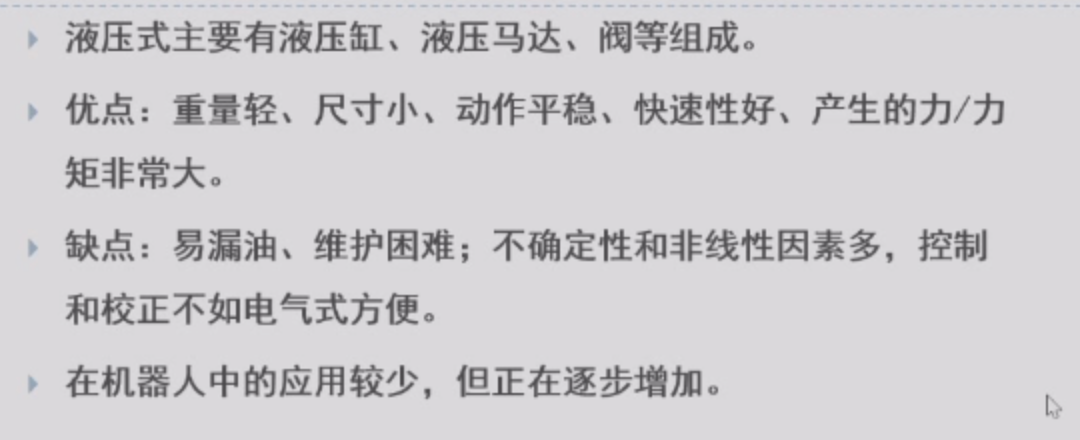 液压式主要有液压缸、液压马达、阀等组成。
优点：重量轻、尺寸小、动作平稳、快速性好、产生的力/力
矩非常大。
缺点：易漏油、维护困难；不确定性和非线性因素多，控制
和校正不如电气式方便。
在机器人中的应用较少，但正在逐步增加。